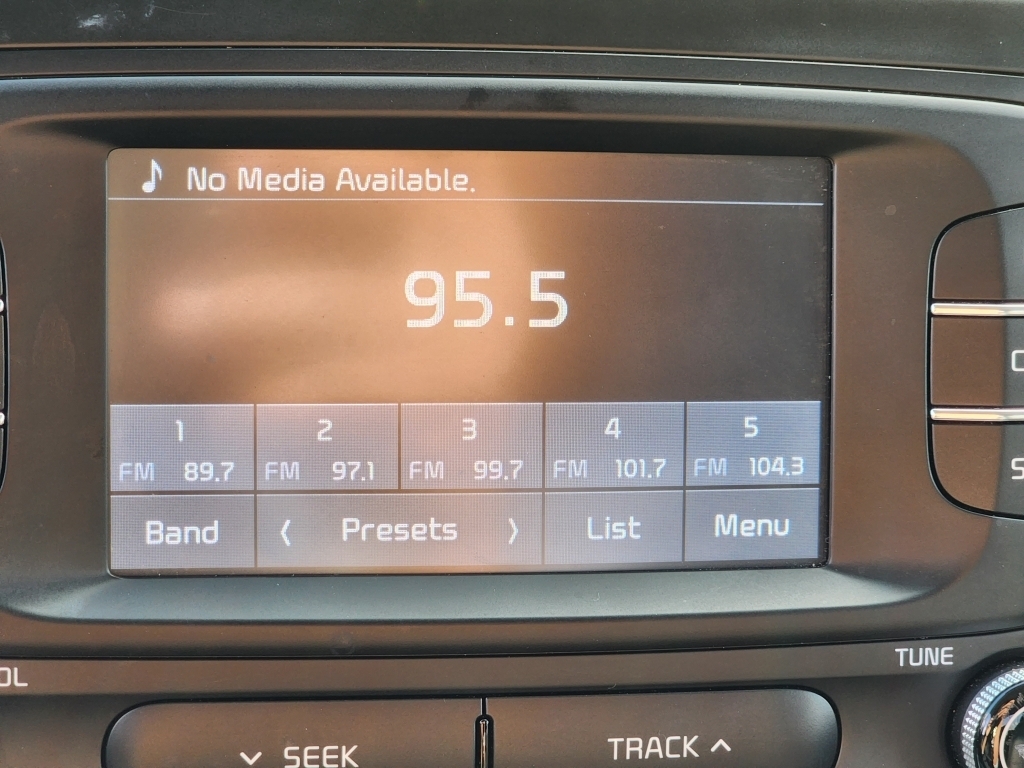 No Media Available.
95.5
1 2 3 4 5
FM 89.7 FM 97.1 FM 99.7 FM 101.7 FM 104.3
Band Presets List Menu
TUNE
SEEK TRACK